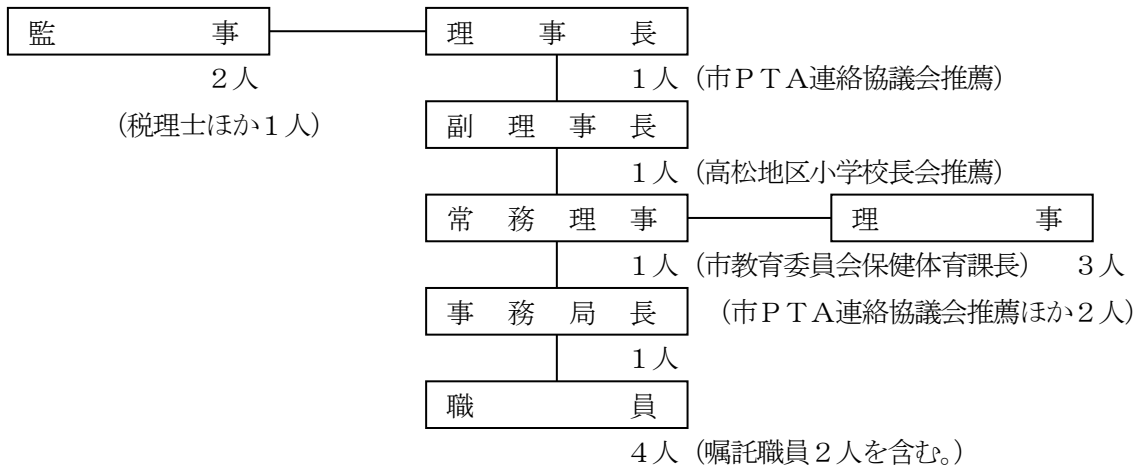 監事 理事長
2人 1人（市ＰＴＡ連絡協議会推薦）
（税理士ほか１人） 副理事長
1人（高松地区小学校長会推薦）
常務理事 理事
1人（市教育委員会保健体育課長） 3人
事務局長 （市ＰＴＡ連絡協議会推薦ほか２人）
1人
職員
4人（嘱託職員２人を含む。）